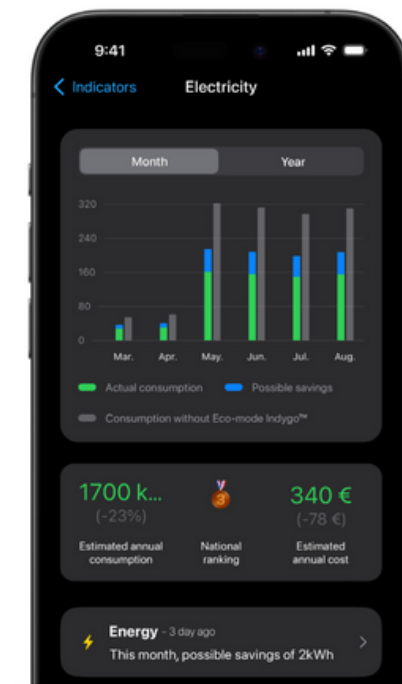 9:41
Indicators
Electricity
Month
Year
320
240
160
80
0
Mar.
Apr.
May.
Jun.
Jul.
Aug.
Actual consumption
Possible savings
Consumption without Eco-mode Indygo™
1700 k...
3
340 €
(-23%)
(-78 €)
Estimated annual
consumption
National
ranking
Estimated
annual cost
Energy - 3 day ago
This month, possible savings of 2kWh